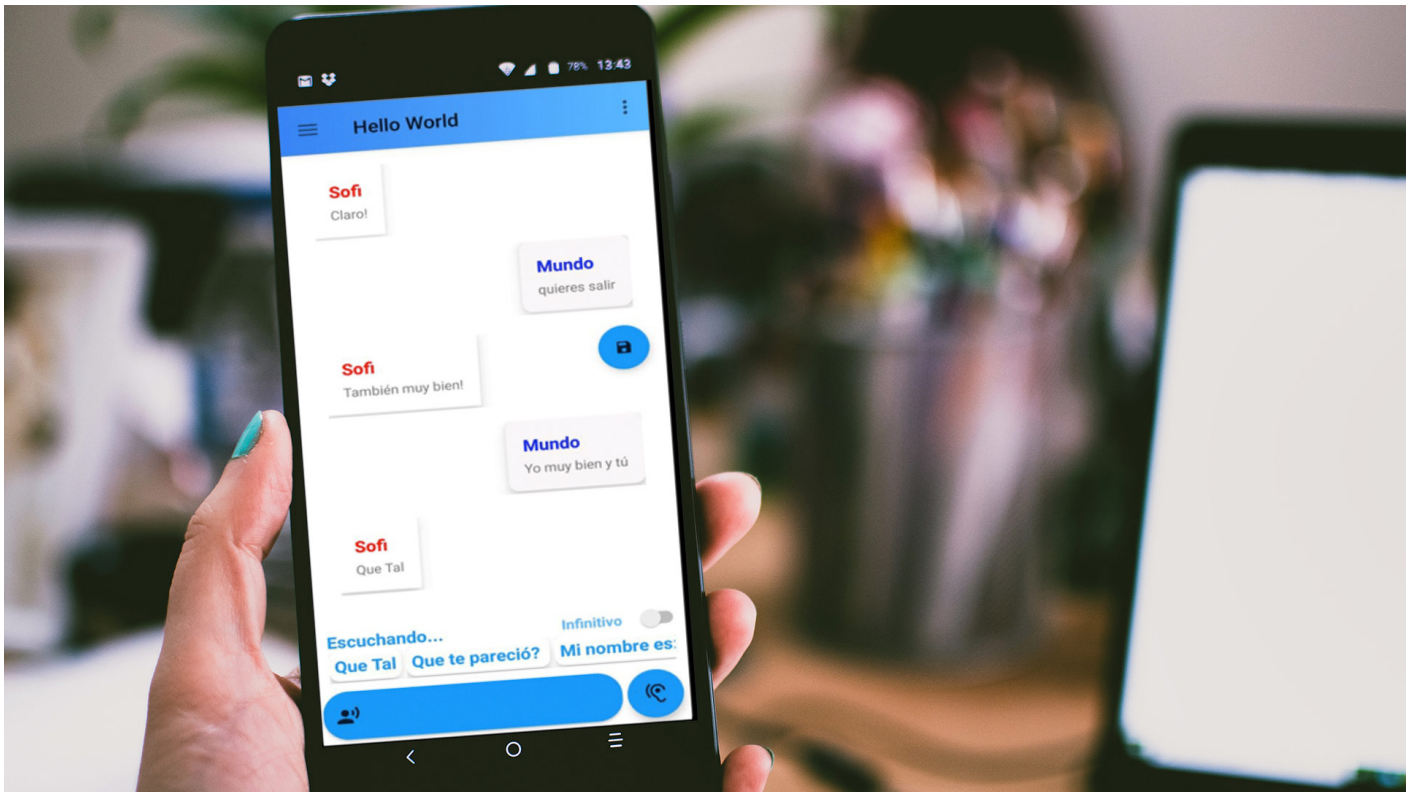 78% 13:43
Hello World
Sofi
Claro!
Mundo
quieres salir
Sofi
También muy bien!
Mundo
Yo muy bien y tú
Sofi
Que Tal
Infinitivo
Escuchando...
Que Tal Que te pareció? Mi nombre es: